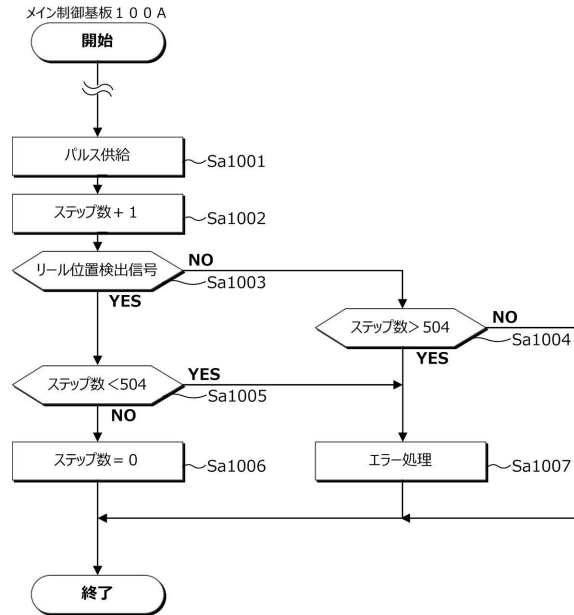 メイン制御基板１００Ａ
開始
パルス供給
Sa1001
ステップ数＋１
Sa1002
リール位置検出信号
NO
Sa1003
YES
ステップ数＞504
NO
Sa1004
YES
ステップ数＜504
YES
Sa1005
NO
ステップ数＝０
Sa1006
エラー処理
Sa1007
終了